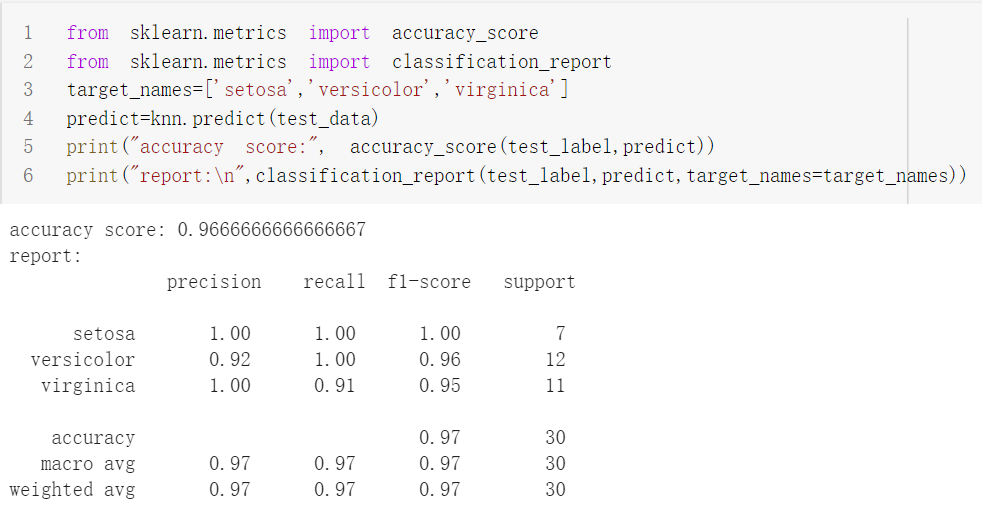 1 from sklearn.metrics import accuracy_score
2 from sklearn.metrics import classification_report
3 target_names=['setosa','versicolor','virginica']
4 predict=knn.predict(test_data)
5 print("accuracy score:", accuracy_score(test_label,predict))
6 print("report:\n",classification_report(test_label,predict,target_names=target_names))
accuracy score: 0.9666666666666667
report:
precision recall f1-score support
setosa 1.00 1.00 1.00 7
versicolor 0.92 1.00 0.96 12
virginica 1.00 0.91 0.95 11
accuracy 0.97 30
macro avg 0.97 0.97 0.97 30
weighted avg 0.97 0.97 0.97 30